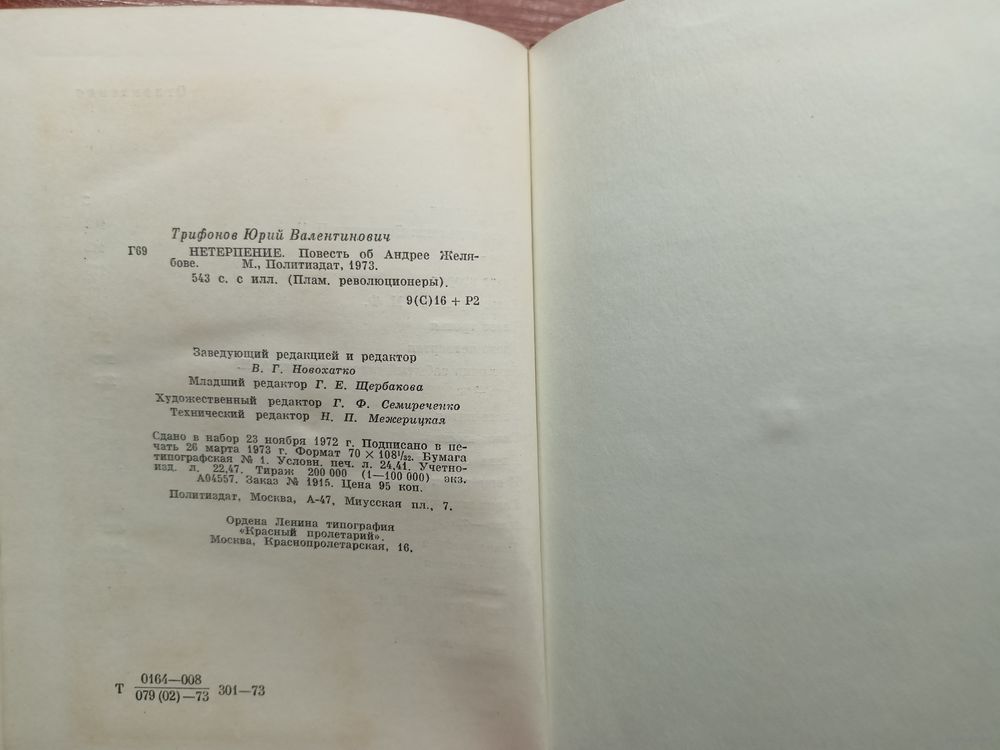 Трифонов Юрий Валентинович
Г69 НЕТЕРПЕНИЕ. Повесть об Андрее Желя-
бове. М., Политиздат, 1973.
543 с. с илл. (Плам. революционеры).
9(С)16 + Р2
Заведующий редакцией и редактор
В. Г. Новохатко
Младший редактор Г. Е. Щербакова
Художественный редактор Г. Ф. Семиреченко
Технический редактор Н. П. Межерицкая
Сдано в набор 23 ноября 1972 г. Подписано в пе-
чать 26 марта 1973 г. Формат 70 × 108¹/₃₂. Бумага
типографская № 1. Условн. печ. л. 24,41. Учетно-
изд. л. 22,47. Тираж 200 000 (1—100 000) экз.
А04557. Заказ № 1915. Цена 95 коп.
Политиздат, Москва, А-47, Миусская пл., 7.
Ордена Ленина типография
«Красный пролетарий».
Москва, Краснопролетарская, 16.
0164—008
Т 079(02)—73 301—73